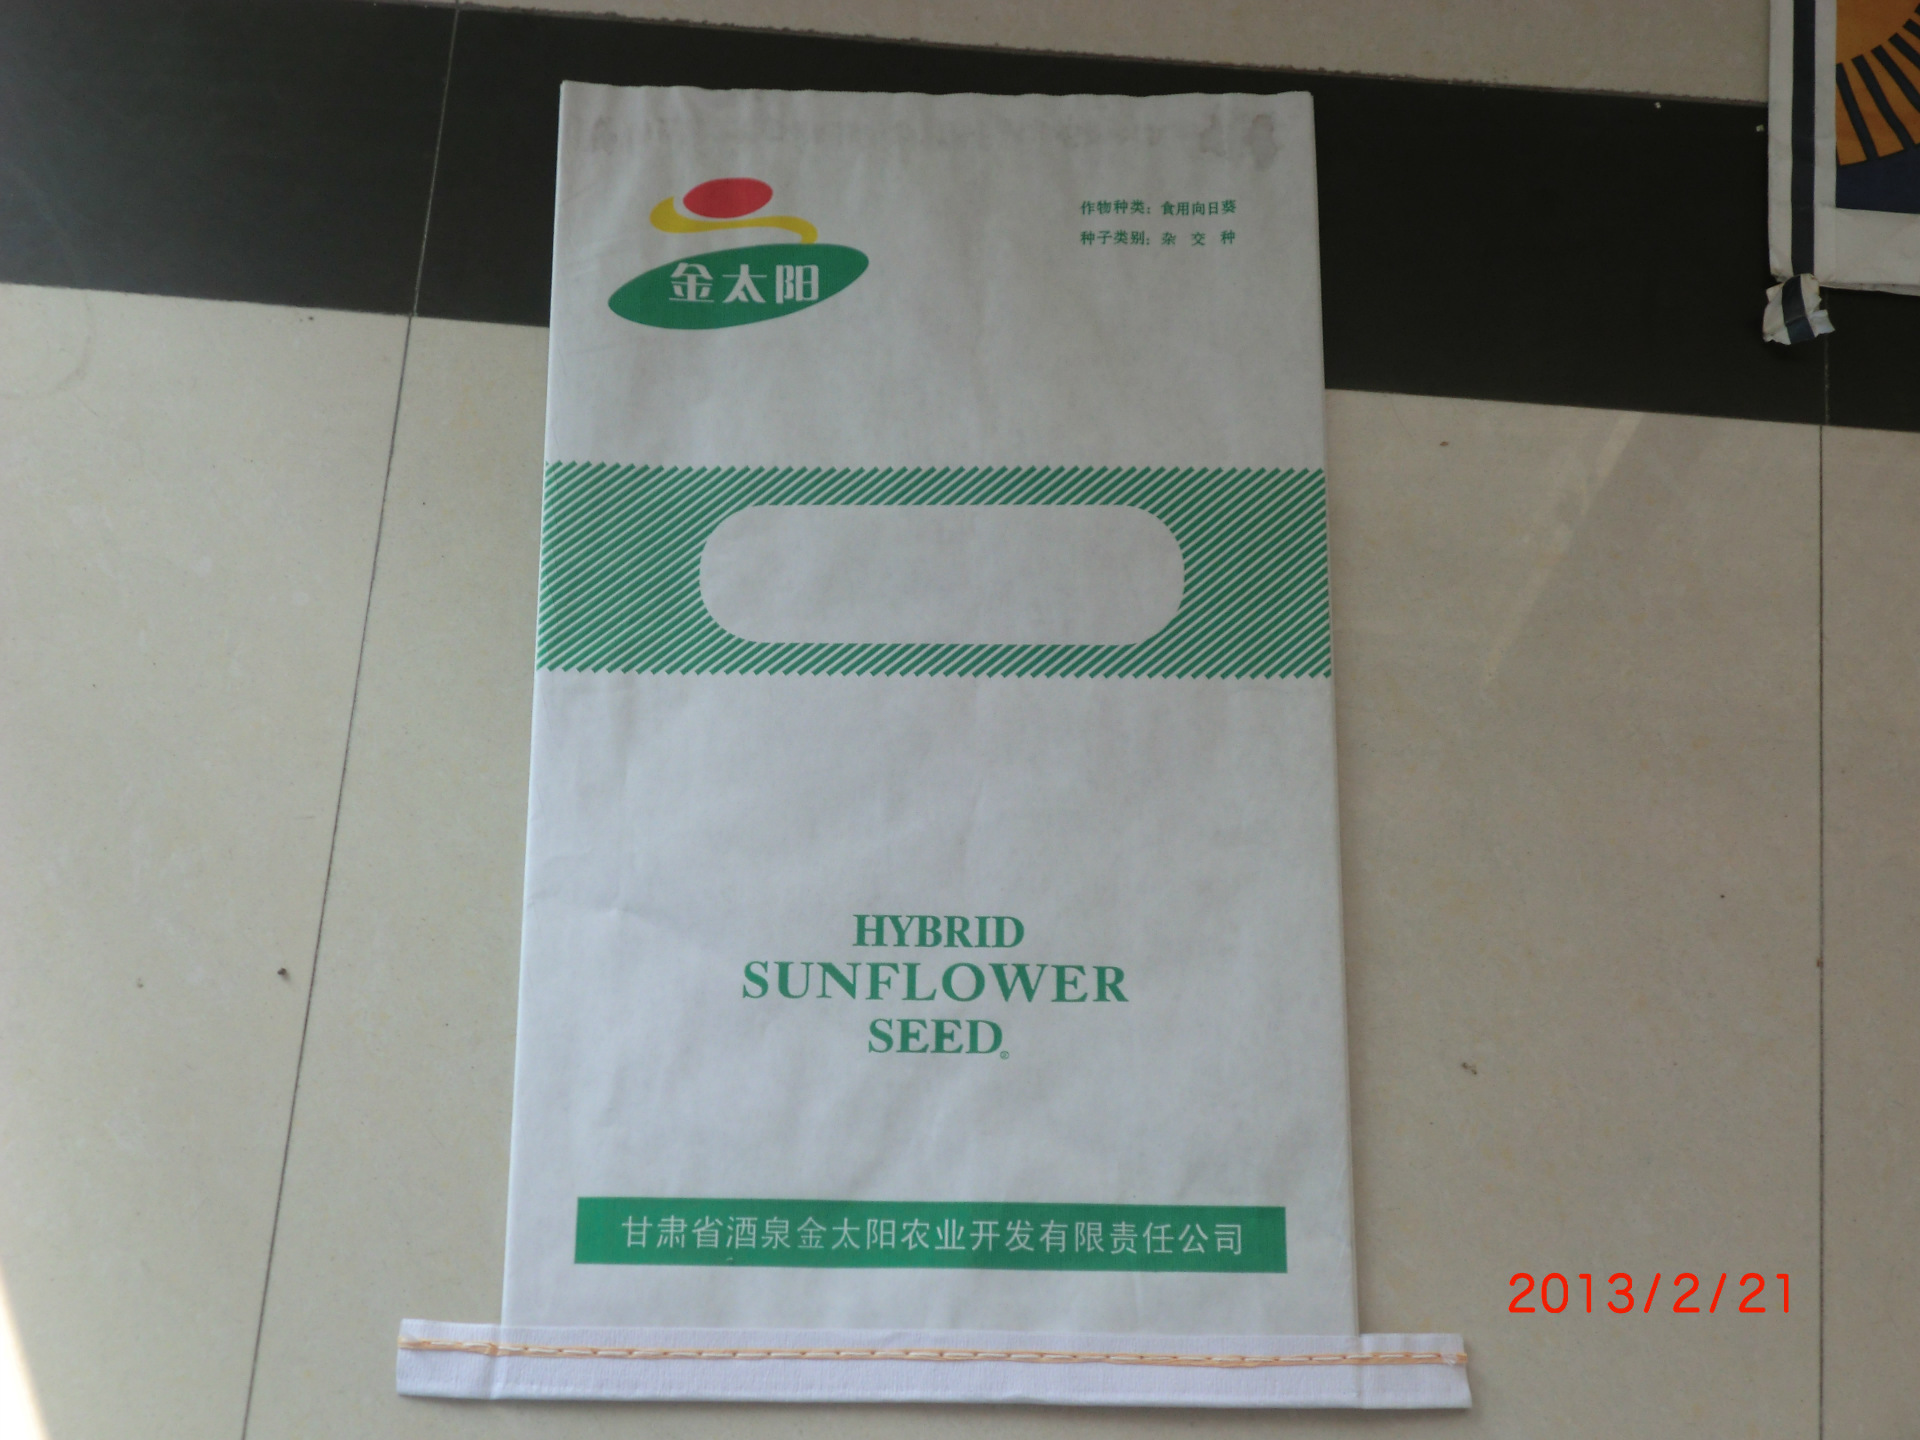 金太阳
作物种类：食用向日葵
种子类别：杂 交 种
HYBRID
SUNFLOWER
SEED®
甘肃省酒泉金太阳农业开发有限责任公司
2013/2/21